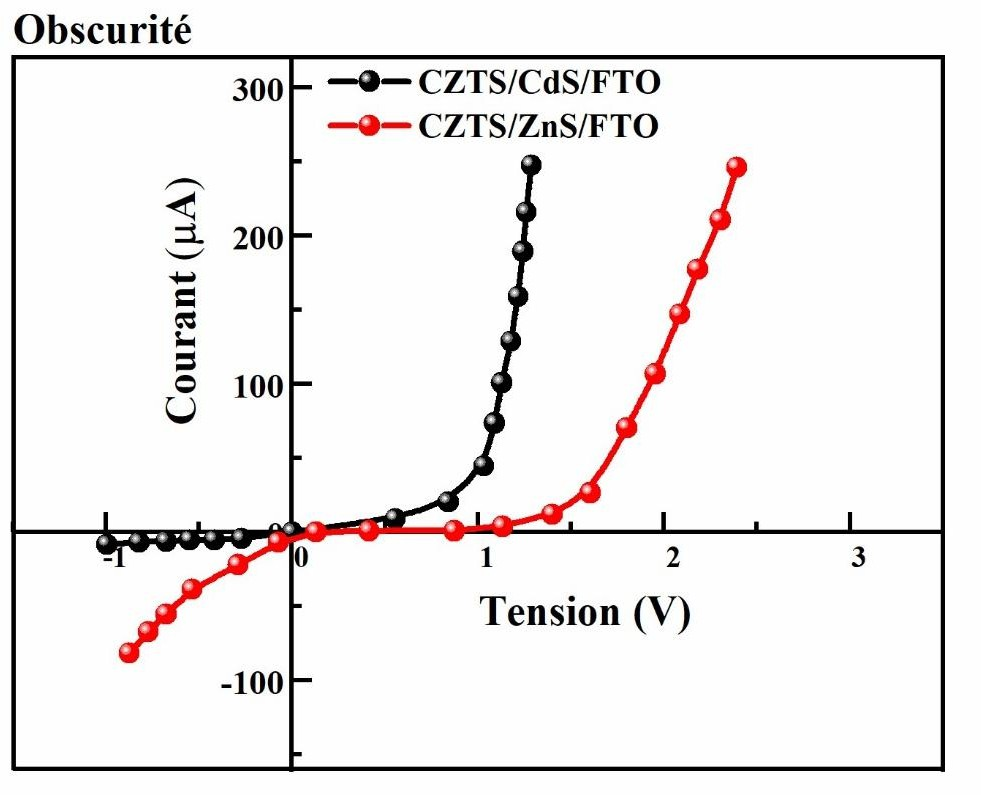 Obscurité
CZTS/CdS/FTO
CZTS/ZnS/FTO
300
200
100
0
-100
Courant (µA)
-1
0
1
2
3
Tension (V)